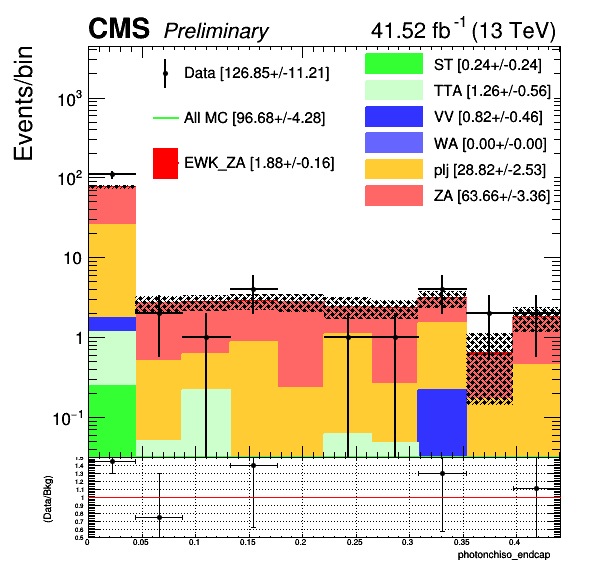 CMS Preliminary 41.52 fb⁻¹ (13 TeV)
Events/bin
Data [126.85+/-11.21]
All MC [96.68+/-4.28]
EWK_ZA [1.88+/-0.16]
ST [0.24+/-0.24]
TTA [1.26+/-0.56]
VV [0.82+/-0.46]
WA [0.00+/-0.00]
plj [28.82+/-2.53]
ZA [63.66+/-3.36]
10³
10²
10
1
10⁻¹
(Data/Bkg)
1.5
1.4
1.3
1.2
1.1
1
0.9
0.8
0.7
0.6
0.5
0 0.05 0.1 0.15 0.2 0.25 0.3 0.35 0.4
photonchiso_endcap